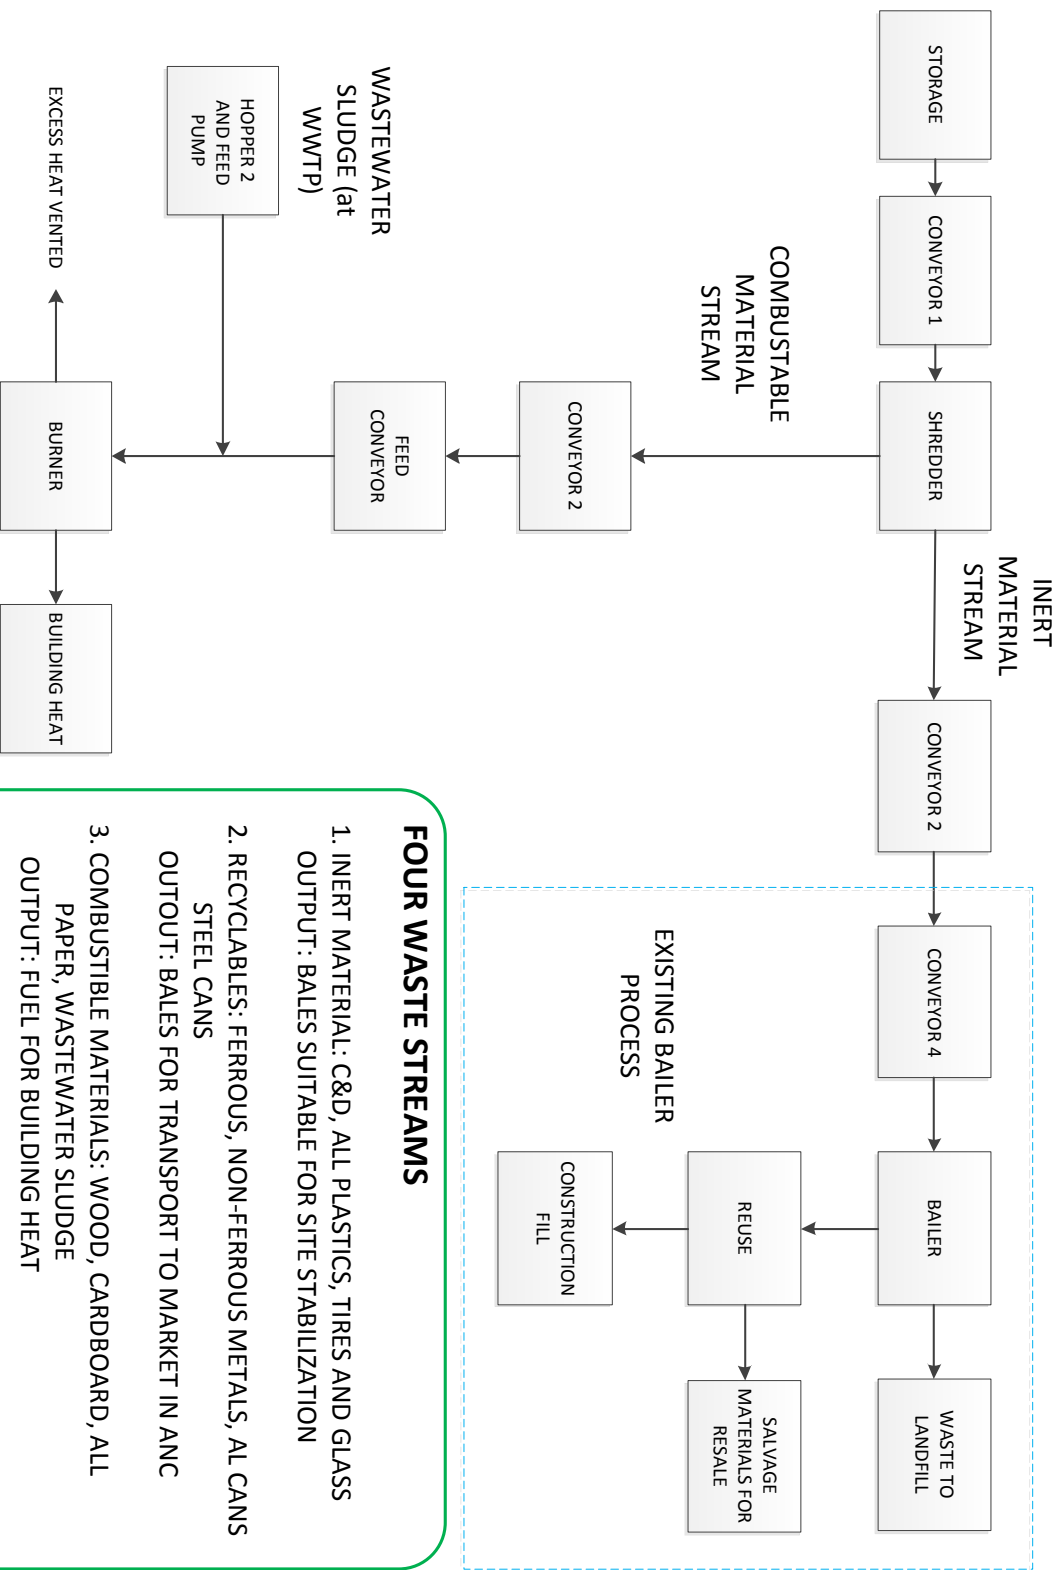 STORAGE
CONVEYOR 1
SHREDDER
INERT
MATERIAL
STREAM
CONVEYOR 2
CONVEYOR 4
BAILER
WASTE TO
LANDFILL
COMBUSTABLE
MATERIAL
STREAM
CONVEYOR 2
EXISTING BAILER
PROCESS
REUSE
SALVAGE
MATERIALS FOR
RESALE
CONSTRUCTION
FILL
WASTEWATER
SLUDGE (at
WWTP)
FEED
CONVEYOR
HOPPER 2
AND FEED
PUMP
EXCESS HEAT VENTED
BURNER
BUILDING HEAT
FOUR WASTE STREAMS
1. INERT MATERIAL: C&D, ALL PLASTICS, TIRES AND GLASS
OUTPUT: BALES SUITABLE FOR SITE STABILIZATION
2. RECYCLABLES: FERROUS, NON-FERROUS METALS, AL CANS
STEEL CANS
OUTOUT: BALES FOR TRANSPORT TO MARKET IN ANC
3. COMBUSTIBLE MATERIALS: WOOD, CARDBOARD, ALL
PAPER, WASTEWATER SLUDGE
OUTPUT: FUEL FOR BUILDING HEAT